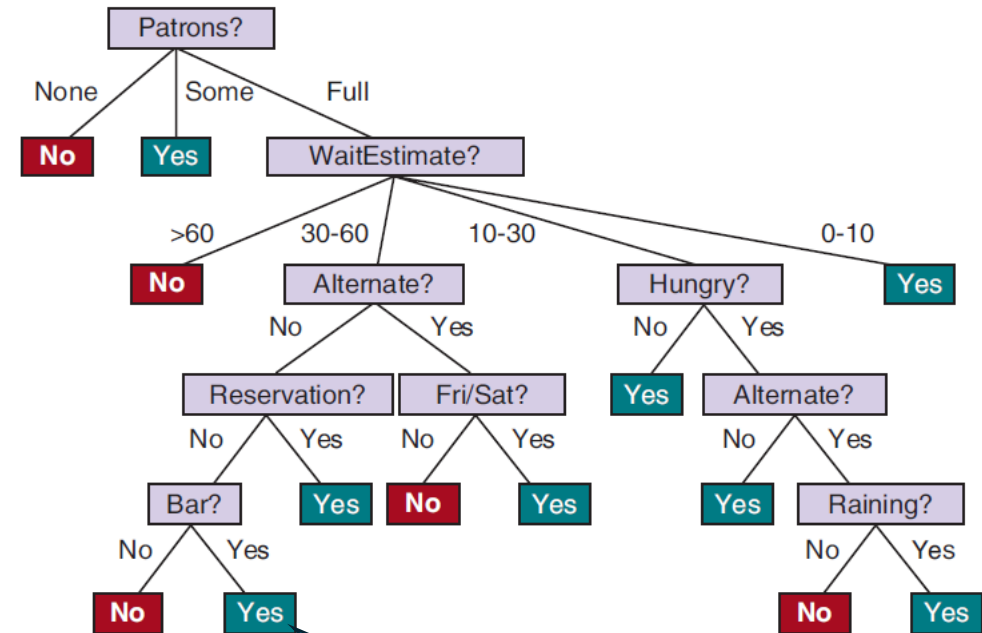 Patrons?
None Some Full
No Yes WaitEstimate?
>60 30-60 10-30 0-10
No Alternate? Hungry? Yes
No Yes No Yes
Reservation? Fri/Sat? Yes Alternate?
No Yes No Yes No Yes
Bar? Yes No Yes Yes Raining?
No Yes No Yes
No Yes No Yes